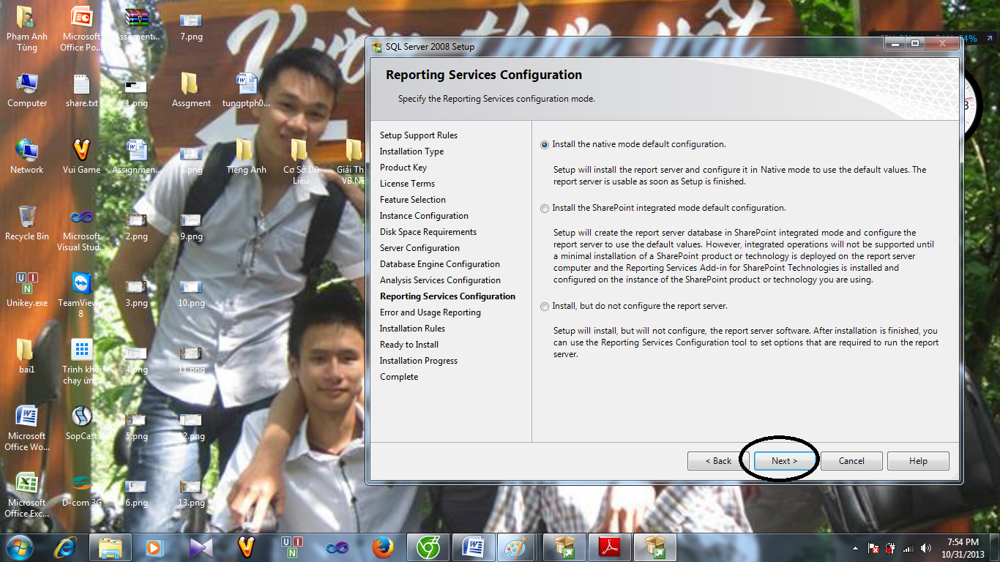 Vườn thực vật
Phạm Anh
Tùng
Microsoft
Office Po...
Assgment...
7.png
Computer
share.txt
1.png
Assgment
tungptph0...
Network
Vui Game
Assignmen...
8.png
Tiếng Anh
Cơ Sở Dữ
Liệu
Giải Th
VB.NE
Recycle Bin
Microsoft
Visual Stud...
2.png
9.png
Unikey.exe
TeamViewer
8
3.png
10.png
bai1
Trình khởi
chạy ứn...
4.png
11.png
Microsoft
Office Wo...
SopCast
5.png
12.png
Microsoft
Office Exc...
D-com 3G
6.png
13.png
SQL Server 2008 Setup
Reporting Services Configuration
Specify the Reporting Services configuration mode.
Setup Support Rules
Installation Type
Product Key
License Terms
Feature Selection
Instance Configuration
Disk Space Requirements
Server Configuration
Database Engine Configuration
Analysis Services Configuration
Reporting Services Configuration
Error and Usage Reporting
Installation Rules
Ready to Install
Installation Progress
Complete
Install the native mode default configuration.
Setup will install the report server and configure it in Native mode to use the default values. The
report server is usable as soon as Setup is finished.
Install the SharePoint integrated mode default configuration.
Setup will create the report server database in SharePoint integrated mode and configure the
report server to use the default values. However, integrated operations will not be supported until
a minimal installation of a SharePoint product or technology is deployed on the report server
computer and the Reporting Services Add-in for SharePoint Technologies is installed and
configured on the instance of the SharePoint product or technology you are using.
Install, but do not configure the report server.
Setup will install, but will not configure, the report server software. After installation is finished, you
can use the Reporting Services Configuration tool to set options that are required to run the report
server.
< Back
Next >
Cancel
Help
3
U I
N
7:54 PM
10/31/2013